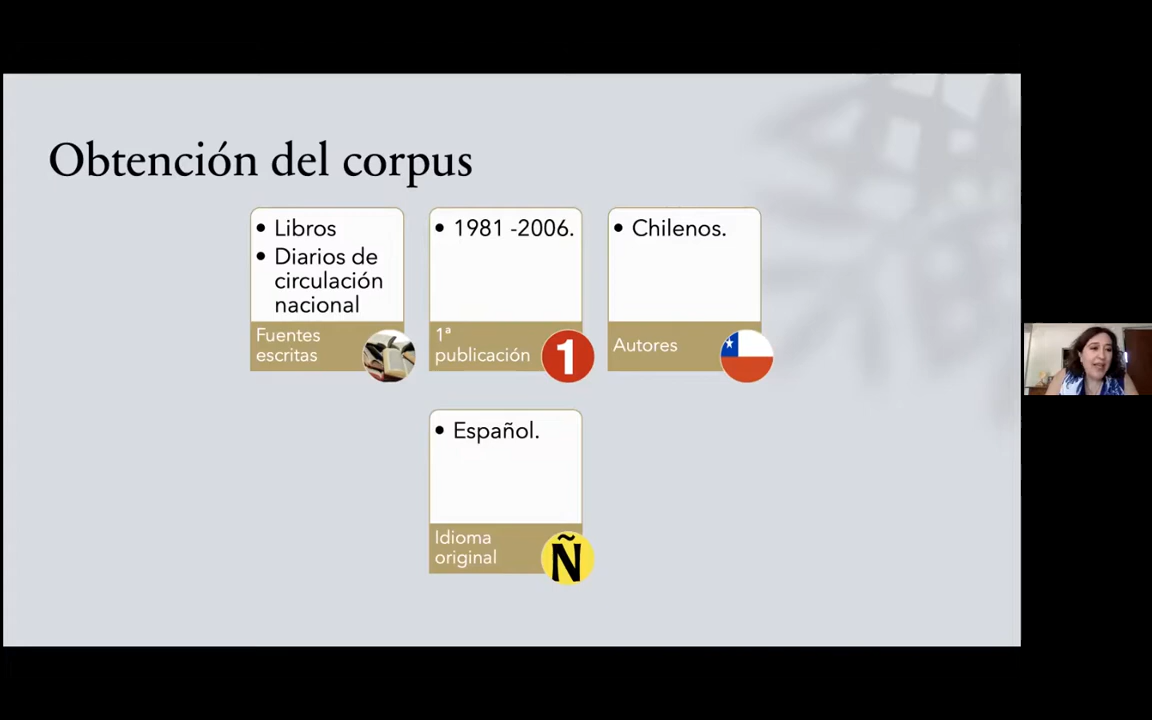 Obtención del corpus
• Libros
• Diarios de
circulación
nacional
Fuentes
escritas
• 1981 -2006.
1ª
publicación
1
• Chilenos.
Autores
• Español.
Idioma
original
Ñ